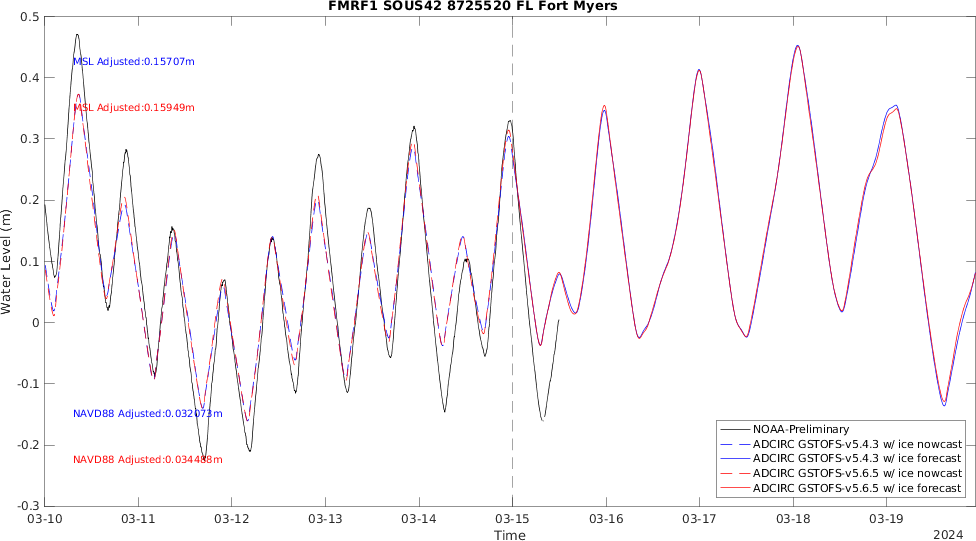 FMRF1 SOUS42 8725520 FL Fort Myers
0.5
0.4
0.3
0.2
0.1
0
-0.1
-0.2
-0.3
Water Level (m)
MSL Adjusted:0.15707m
MSL Adjusted:0.15949m
NAVD88 Adjusted:0.032073m
NAVD88 Adjusted:0.034488m
NOAA-Preliminary
ADCIRC GSTOFS-v5.4.3 w/ ice nowcast
ADCIRC GSTOFS-v5.4.3 w/ ice forecast
ADCIRC GSTOFS-v5.6.5 w/ ice nowcast
ADCIRC GSTOFS-v5.6.5 w/ ice forecast
03-10 03-11 03-12 03-13 03-14 03-15 03-16 03-17 03-18 03-19
Time
2024